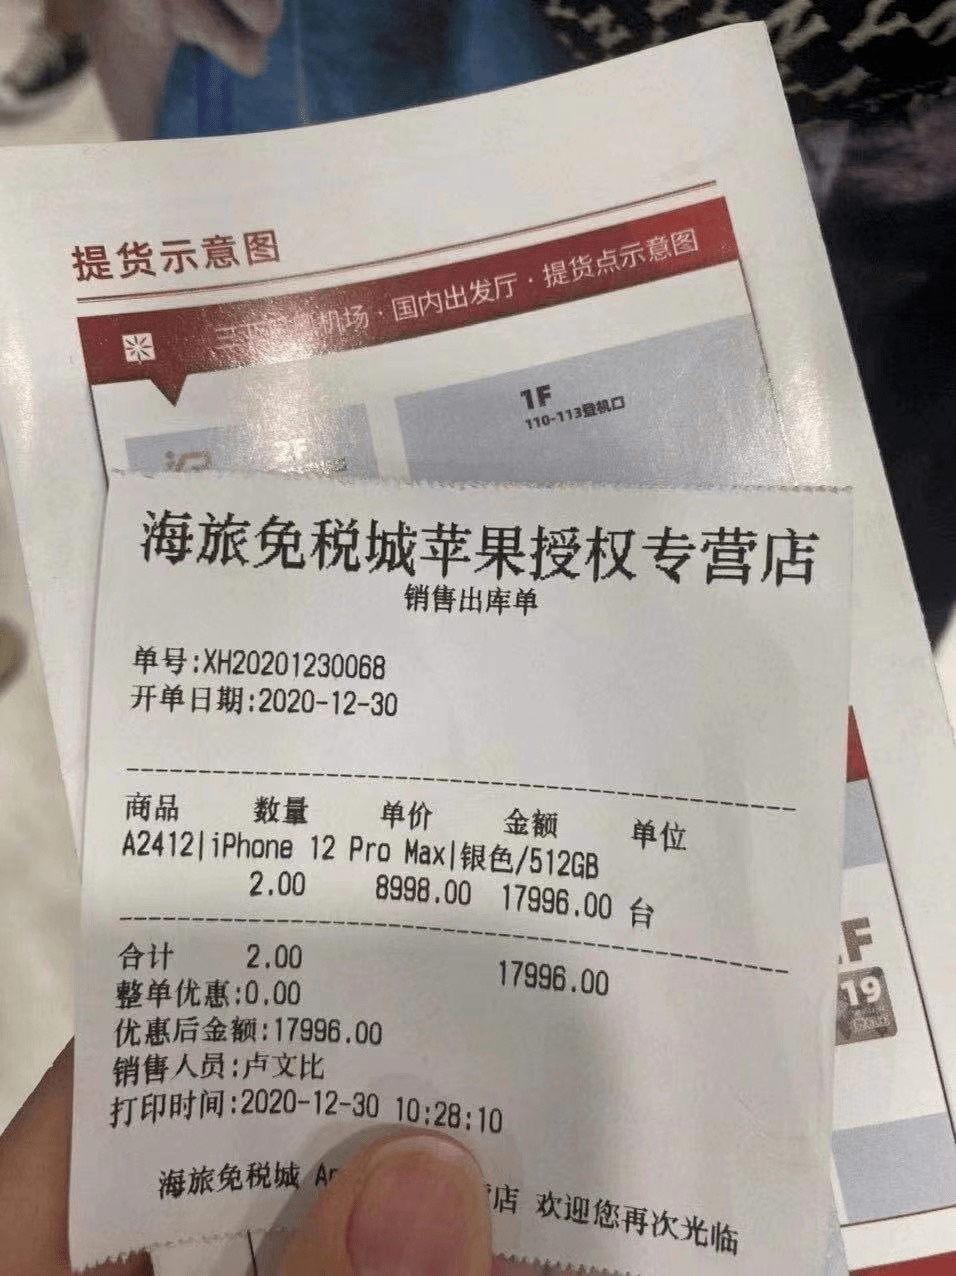 提货示意图
机场·国内出发厅·提货点示意图
1F
110-113登机口
2F
海旅免税城苹果授权专营店
销售出库单
单号:XH20201230068
开单日期:2020-12-30
商品 数量 单价 金额 单位
A2412|iPhone 12 Pro Max|银色/512GB
2.00 8998.00 17996.00 台
合计 2.00 17996.00
整单优惠:0.00
优惠后金额:17996.00
销售人员:卢文比
打印时间:2020-12-30 10:28:10
海旅免税城 店 欢迎您再次光临
F
19